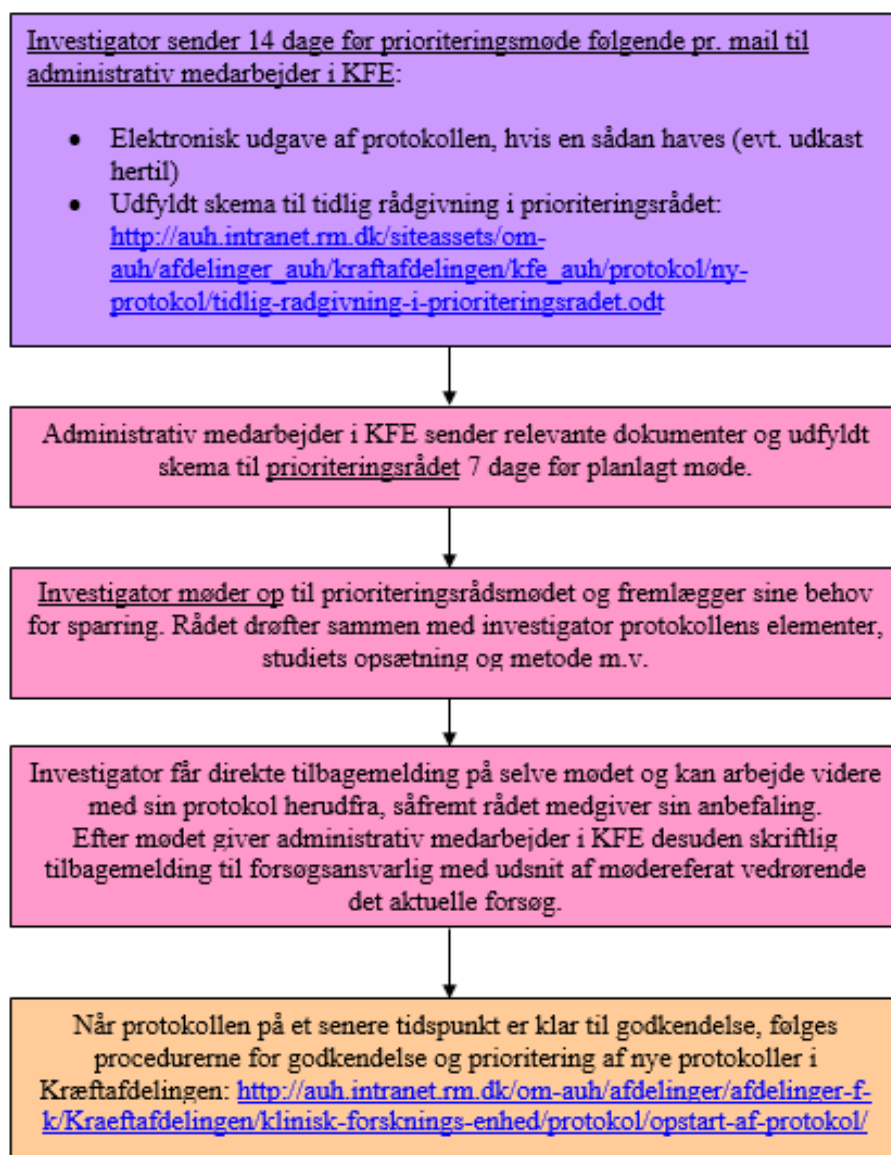 Investigator sender 14 dage før prioriteringsmøde følgende pr. mail til
administrativ medarbejder i KFE:
• Elektronisk udgave af protokollen, hvis en sådan haves (evt. udkast
hertil)
• Udfyldt skema til tidlig rådgivning i prioriteringsrådet:
http://auh.intranet.rm.dk/siteassets/om-
auh/afdelinger_auh/kraftafdelingen/kfe_auh/protokol/ny-
protokol/tidlig-radgivning-i-prioriteringsradet.odt
Administrativ medarbejder i KFE sender relevante dokumenter og udfyldt
skema til prioriteringsrådet 7 dage før planlagt møde.
Investigator møder op til prioriteringsrådsmødet og fremlægger sine behov
for sparring. Rådet drøfter sammen med investigator protokollens elementer,
studiets opsætning og metode m.v.
Investigator får direkte tilbagemelding på selve mødet og kan arbejde videre
med sin protokol herudfra, såfremt rådet medgiver sin anbefaling.
Efter mødet giver administrativ medarbejder i KFE desuden skriftlig
tilbagemelding til forsøgsansvarlig med udsnit af mødereferat vedrørende
det aktuelle forsøg.
Når protokollen på et senere tidspunkt er klar til godkendelse, følges
procedurerne for godkendelse og prioritering af nye protokoller i
Kræftafdelingen: http://auh.intranet.rm.dk/om-auh/afdelinger/afdelinger-f-
k/Kraeftafdelingen/klinisk-forsknings-enhed/protokol/opstart-af-protokol/